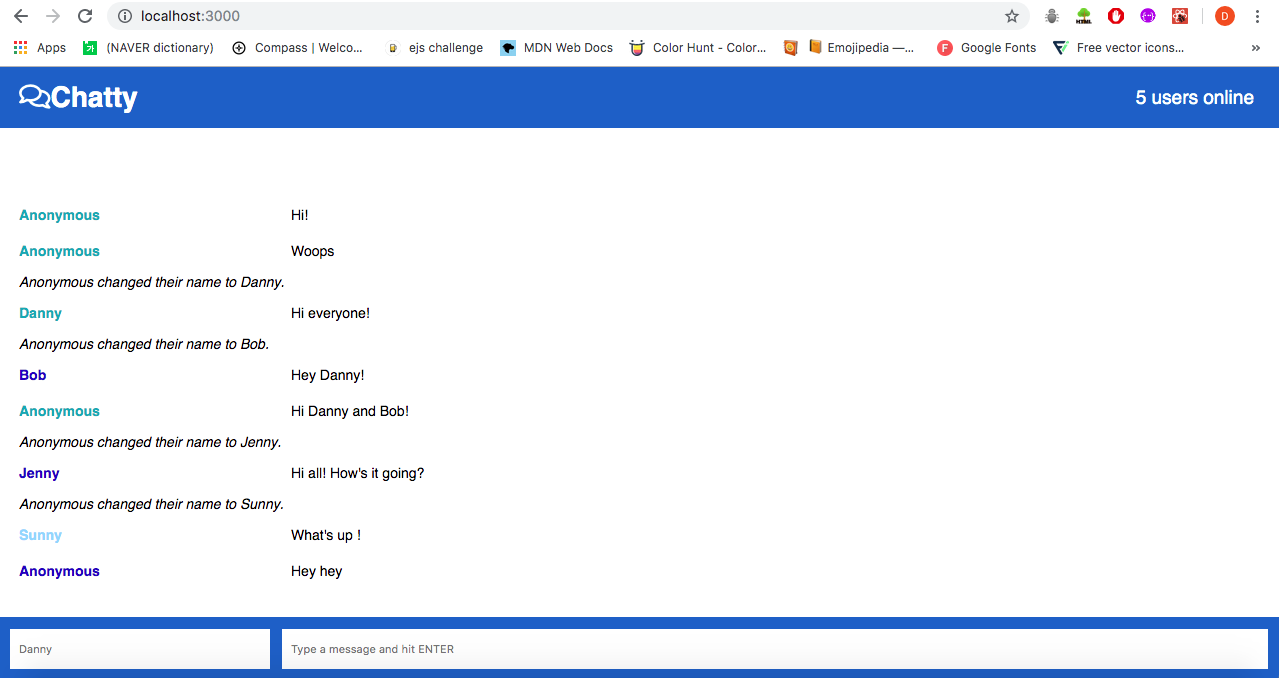 localhost:3000
D
Apps (NAVER dictionary) Compass | Welco... ejs challenge MDN Web Docs Color Hunt - Color... Emojipedia —... F Google Fonts Free vector icons... »
Chatty 5 users online
Anonymous Hi!
Anonymous Woops
Anonymous changed their name to Danny.
Danny Hi everyone!
Anonymous changed their name to Bob.
Bob Hey Danny!
Anonymous Hi Danny and Bob!
Anonymous changed their name to Jenny.
Jenny Hi all! How's it going?
Anonymous changed their name to Sunny.
Sunny What's up !
Anonymous Hey hey
Danny Type a message and hit ENTER